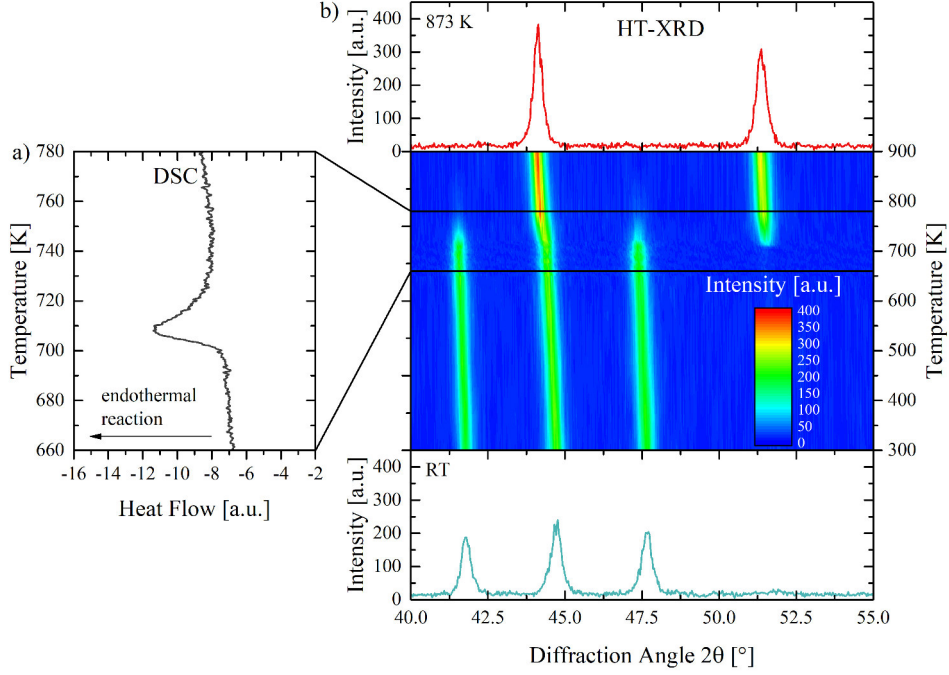 b)
873 K
HT-XRD
Intensity [a.u.]
400
300
200
100
0
a)
DSC
Temperature [K]
780
760
740
720
700
680
660
endothermal
reaction
-16 -14 -12 -10 -8 -6 -4 -2
Heat Flow [a.u.]
900
800
700
600
500
400
300
Temperature [K]
Intensity [a.u.]
400
350
300
250
200
150
100
50
0
RT
Intensity [a.u.]
400
300
200
100
0
40.0 42.5 45.0 47.5 50.0 52.5 55.0
Diffraction Angle 2θ [°]